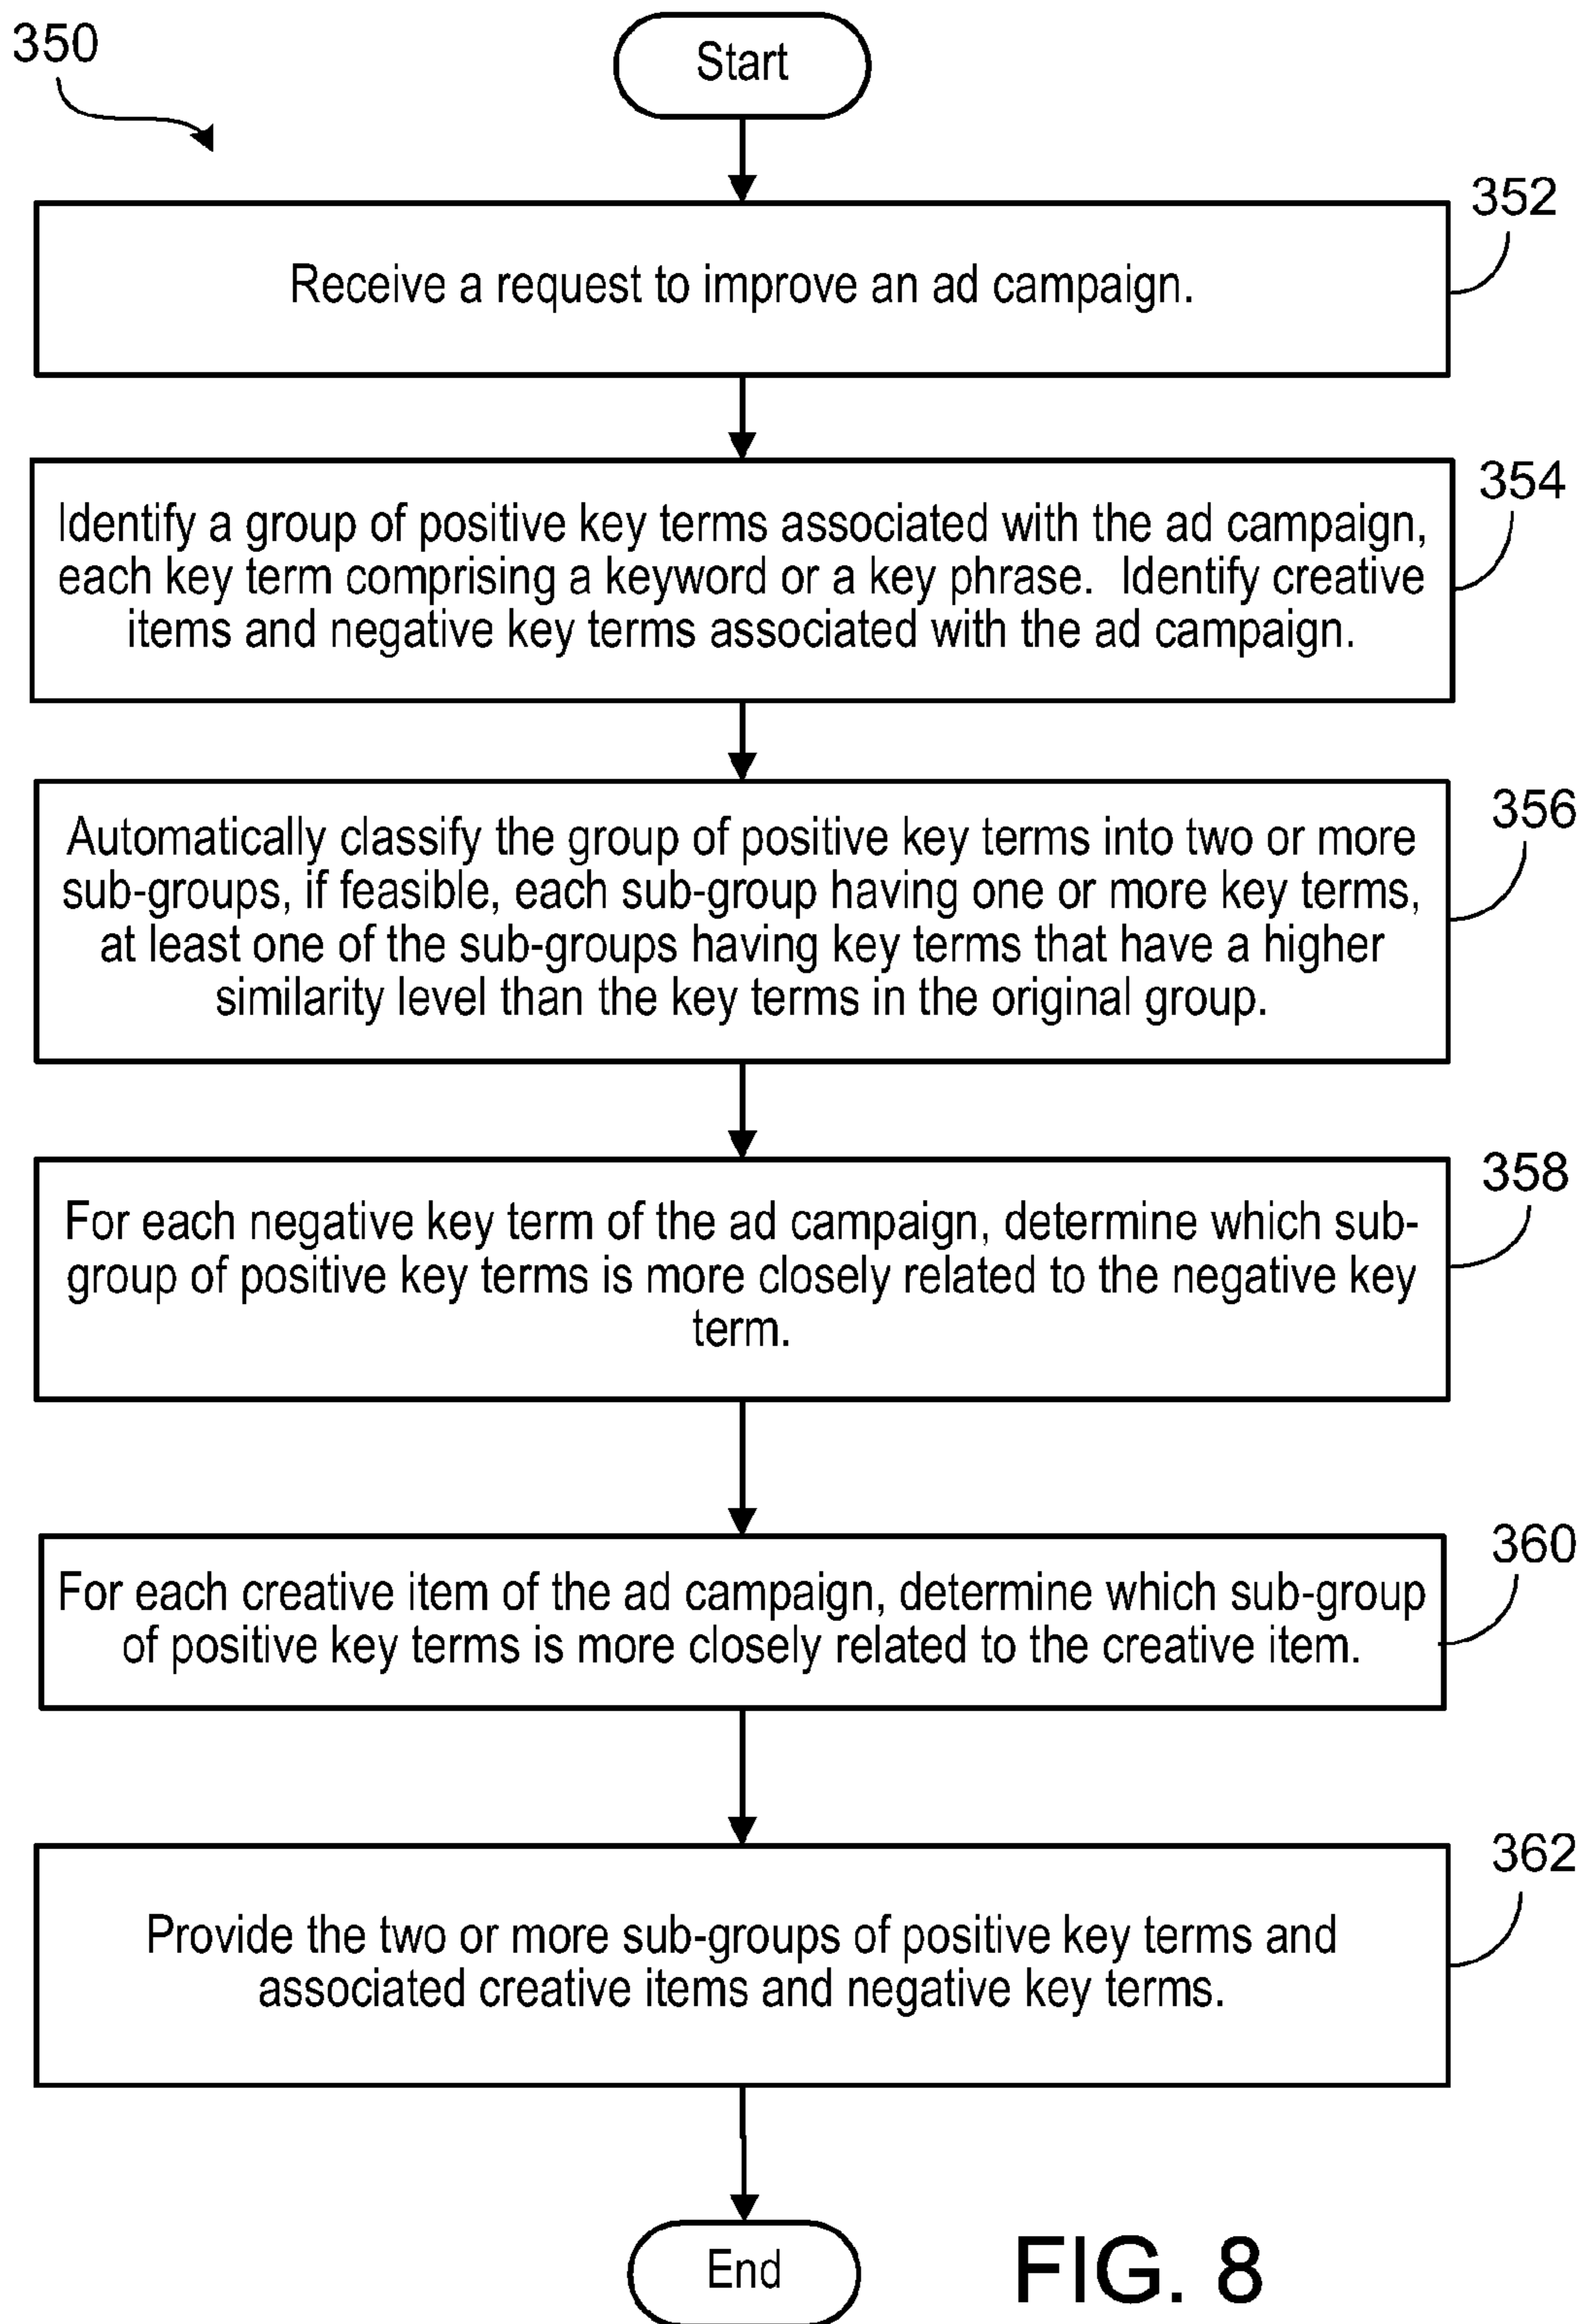 350
Start
352
Receive a request to improve an ad campaign.
354
Identify a group of positive key terms associated with the ad campaign,
each key term comprising a keyword or a key phrase. Identify creative
items and negative key terms associated with the ad campaign.
356
Automatically classify the group of positive key terms into two or more
sub-groups, if feasible, each sub-group having one or more key terms,
at least one of the sub-groups having key terms that have a higher
similarity level than the key terms in the original group.
358
For each negative key term of the ad campaign, determine which sub-
group of positive key terms is more closely related to the negative key
term.
360
For each creative item of the ad campaign, determine which sub-group
of positive key terms is more closely related to the creative item.
362
Provide the two or more sub-groups of positive key terms and
associated creative items and negative key terms.
End
FIG. 8